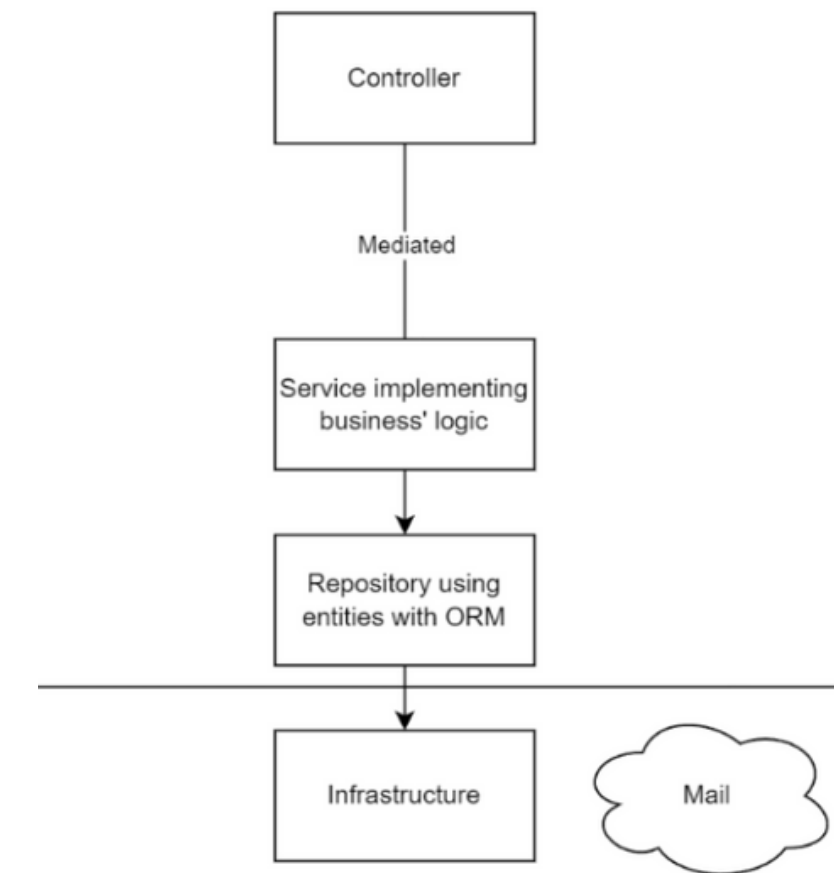 Controller
Mediated
Service implementing
business' logic
Repository using
entities with ORM
Infrastructure
Mail